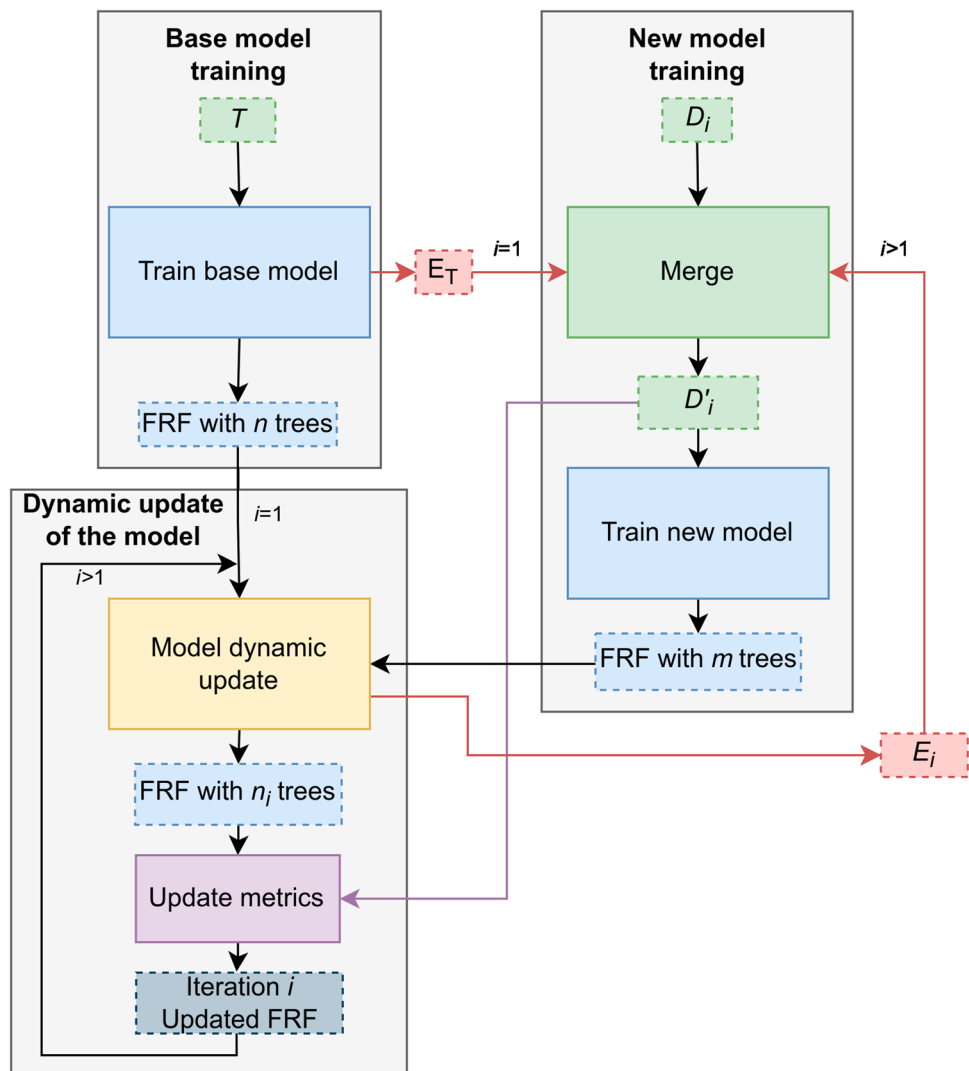 Base model
training
T
Train base model
FRF with n trees
E_T
i=1
New model
training
D_i
Merge
i>1
D'_i
Train new model
FRF with m trees
E_i
Dynamic update
of the model
i=1
i>1
Model dynamic
update
FRF with n_i trees
Update metrics
Iteration i
Updated FRF